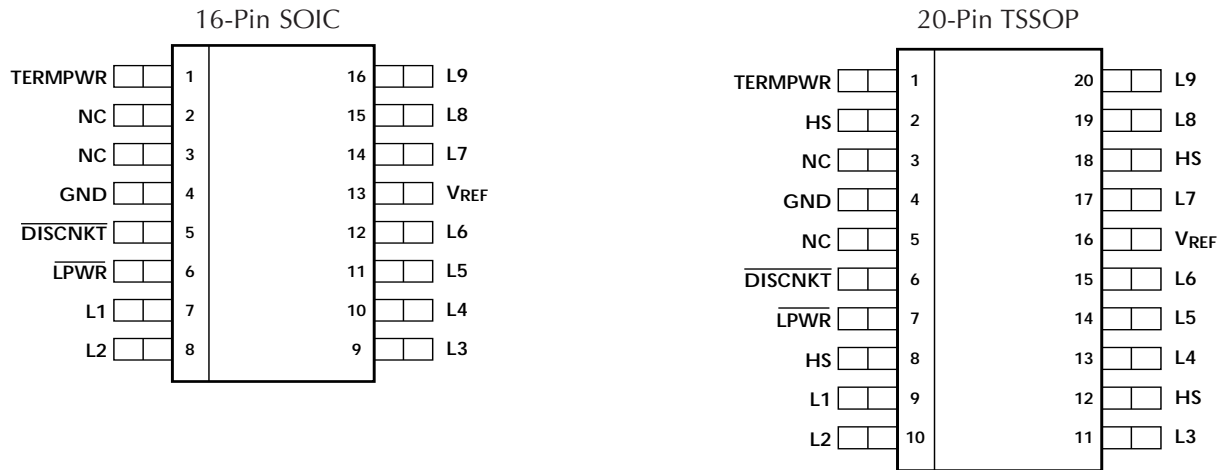 16-Pin SOIC
TERMPWR 1 16 L9
NC 2 15 L8
NC 3 14 L7
GND 4 13 VREF
DISCNKT 5 12 L6
LPWR 6 11 L5
L1 7 10 L4
L2 8 9 L3
20-Pin TSSOP
TERMPWR 1 20 L9
HS 2 19 L8
NC 3 18 HS
GND 4 17 L7
NC 5 16 VREF
DISCNKT 6 15 L6
LPWR 7 14 L5
HS 8 13 L4
L1 9 12 HS
L2 10 11 L3